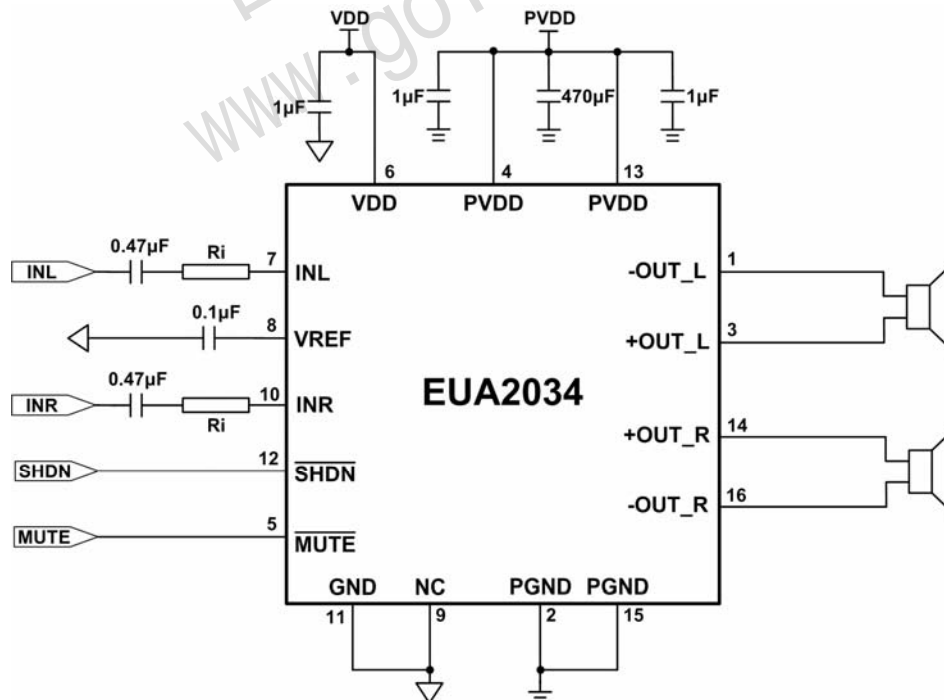 VDD PVDD
1µF 1µF 470µF 1µF
www.go
6 4 13
VDD PVDD PVDD
INL 0.47µF Ri 7 INL
-OUT_L 1
0.1µF 8 VREF
+OUT_L 3
INR 0.47µF Ri 10 INR
EUA2034
+OUT_R 14
SHDN 12 SHDN
-OUT_R 16
MUTE 5 MUTE
GND NC PGND PGND
11 9 2 15